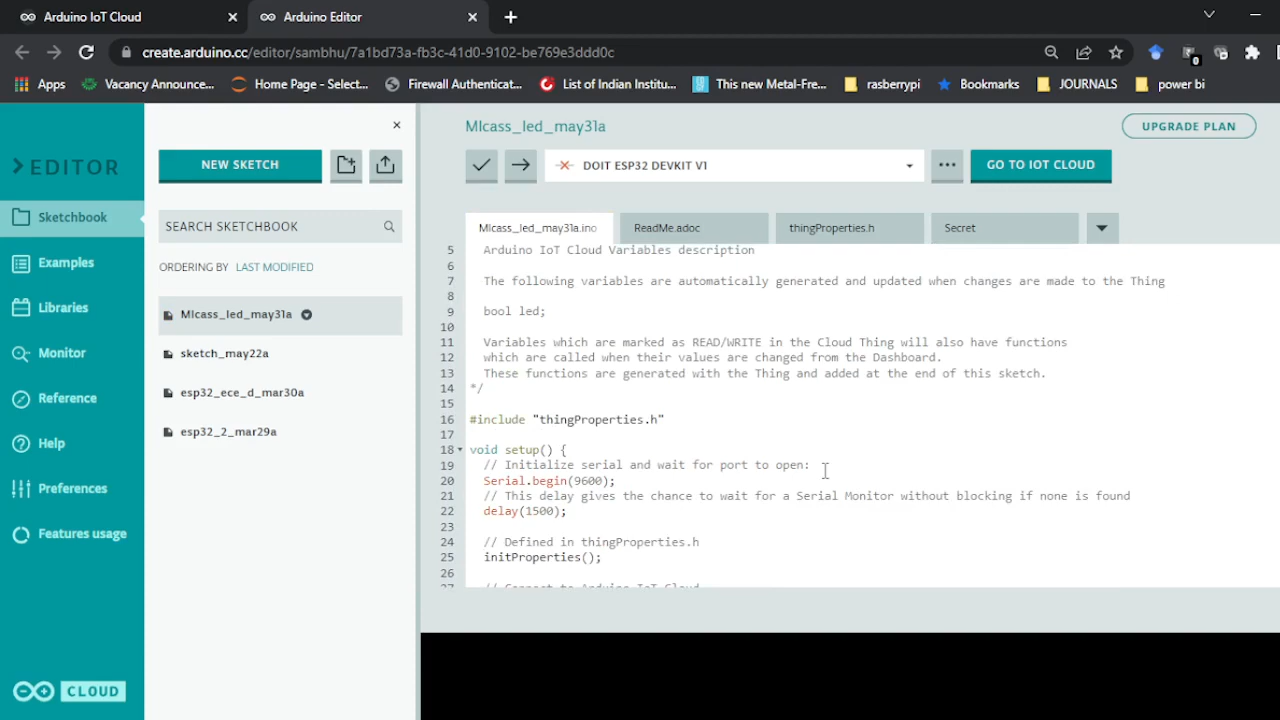 Arduino IoT Cloud
Arduino Editor
create.arduino.cc/editor/sambhu/7a1bd73a-fb3c-41d0-9102-be769e3ddd0c
0
Apps
Vacancy Announce...
Home Page - Select...
Firewall Authenticat...
List of Indian Institu...
This new Metal-Fre...
rasberrypi
Bookmarks
JOURNALS
power bi
EDITOR
Sketchbook
Examples
Libraries
Monitor
Reference
Help
Preferences
Features usage
CLOUD
NEW SKETCH
SEARCH SKETCHBOOK
ORDERING BY LAST MODIFIED
MIcass_led_may31a
sketch_may22a
esp32_ece_d_mar30a
esp32_2_mar29a
MIcass_led_may31a
UPGRADE PLAN
DOIT ESP32 DEVKIT V1
GO TO IOT CLOUD
MIcass_led_may31a.ino
ReadMe.adoc
thingProperties.h
Secret
5 Arduino IoT Cloud Variables description
6
7 The following variables are automatically generated and updated when changes are made to the Thing
8
9 bool led;
10
11 Variables which are marked as READ/WRITE in the Cloud Thing will also have functions
12 which are called when their values are changed from the Dashboard.
13 These functions are generated with the Thing and added at the end of this sketch.
14 */
15
16 #include "thingProperties.h"
17
18 void setup() {
19 // Initialize serial and wait for port to open:
20 Serial.begin(9600);
21 // This delay gives the chance to wait for a Serial Monitor without blocking if none is found
22 delay(1500);
23
24 // Defined in thingProperties.h
25 initProperties();
26
27 // Connect to Arduino IoT Cloud